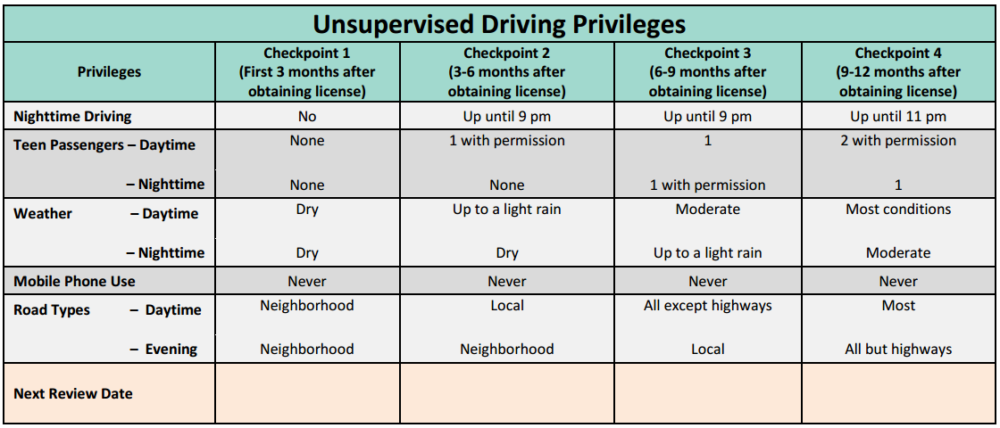 Unsupervised Driving Privileges
Privileges
Checkpoint 1
(First 3 months after
obtaining license)
Checkpoint 2
(3-6 months after
obtaining license)
Checkpoint 3
(6-9 months after
obtaining license)
Checkpoint 4
(9-12 months after
obtaining license)
Nighttime Driving No Up until 9 pm Up until 9 pm Up until 11 pm
Teen Passengers – Daytime None 1 with permission 1 2 with permission
– Nighttime None None 1 with permission 1
Weather – Daytime Dry Up to a light rain Moderate Most conditions
– Nighttime Dry Dry Up to a light rain Moderate
Mobile Phone Use Never Never Never Never
Road Types – Daytime Neighborhood Local All except highways Most
– Evening Neighborhood Neighborhood Local All but highways
Next Review Date